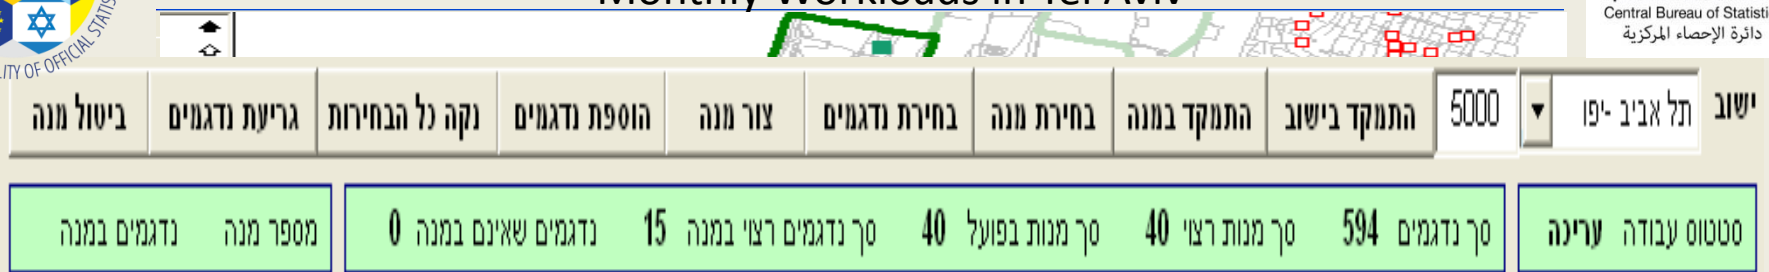 Monthly Workloads in Tel Aviv
Central Bureau of Statisti
دائرة الإحصاء المركزية
LITY OF OFFICIAL STATIS
ישוב תל אביב -יפו 5000 התמקד בישוב התמקד במנה בחירת מנה בחירת נדגמים צור מנה הוספת נדגמים נקה כל הבחירות גריעת נדגמים ביטול מנה
סטטוס עבודה עריכה סך נדגמים 594 סך מנות רצוי 40 סך מנות בפועל 40 סך נדגמים רצוי במנה 15 נדגמים שאינם במנה 0 מספר מנה נדגמים במנה